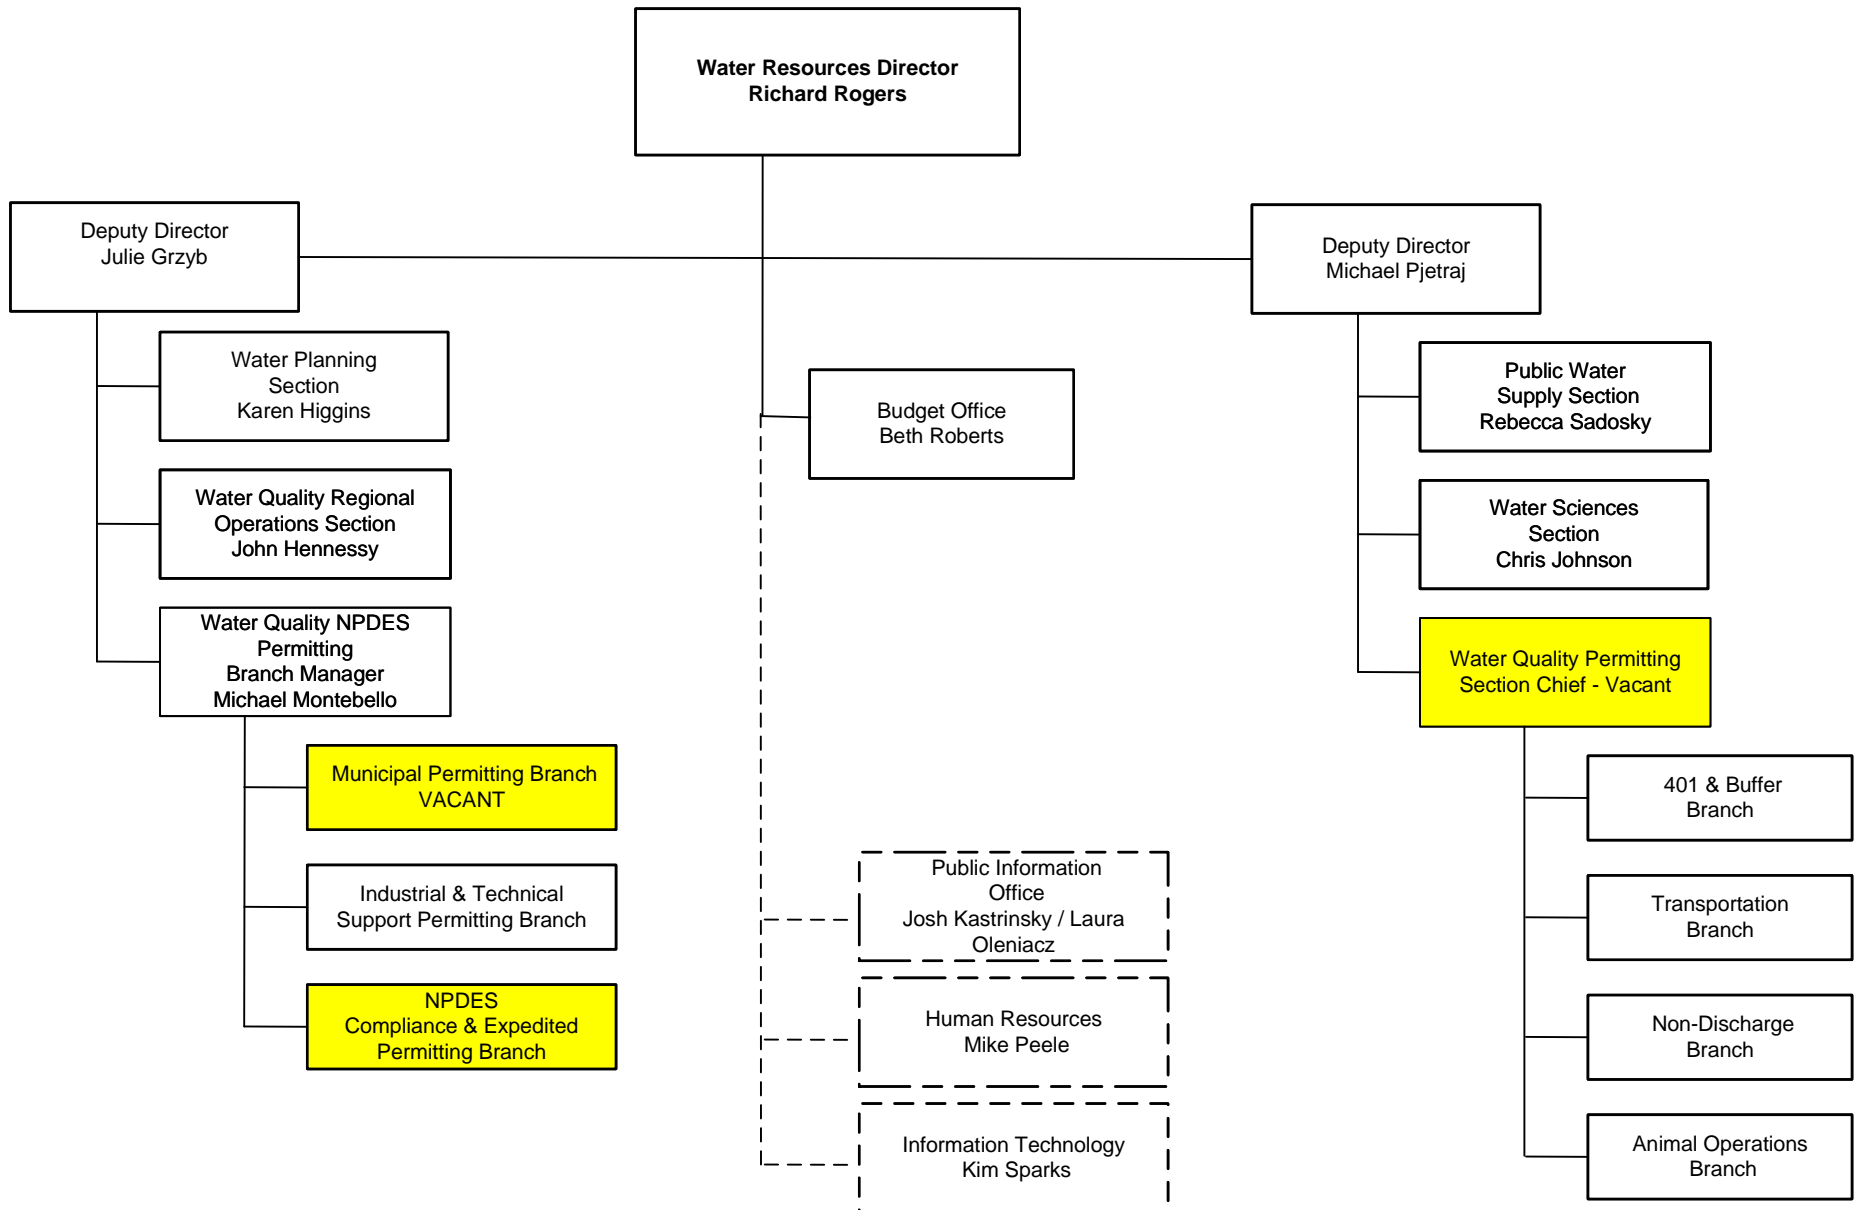 Water Resources Director
Richard Rogers
Deputy Director
Julie Grzyb
Water Planning
Section
Karen Higgins
Water Quality Regional
Operations Section
John Hennessy
Water Quality NPDES
Permitting
Branch Manager
Michael Montebello
Municipal Permitting Branch
VACANT
Industrial & Technical
Support Permitting Branch
NPDES
Compliance & Expedited
Permitting Branch
Budget Office
Beth Roberts
Public Information
Office
Josh Kastrinsky / Laura
Oleniacz
Human Resources
Mike Peele
Information Technology
Kim Sparks
Deputy Director
Michael Pjetraj
Public Water
Supply Section
Rebecca Sadosky
Water Sciences
Section
Chris Johnson
Water Quality Permitting
Section Chief - Vacant
401 & Buffer
Branch
Transportation
Branch
Non-Discharge
Branch
Animal Operations
Branch